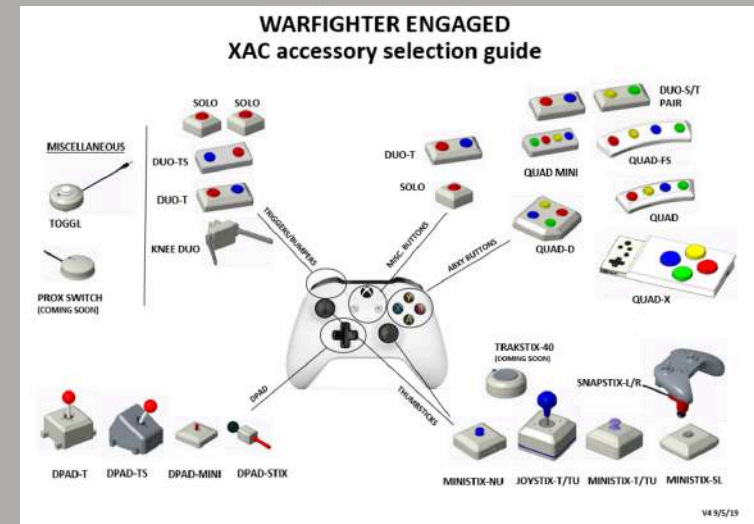 WARFIGHTER ENGAGED
XAC accessory selection guide
SOLO SOLO
DUO-TS
DUO-T
KNEE DUO
MISCELLANEOUS
TOGGL
PROX SWITCH
(COMING SOON)
TRIGGERS/BUMPERS
DUO-T
SOLO
MISC. BUTTONS
ABXY BUTTONS
DUO-S/T
PAIR
QUAD MINI
QUAD-FS
QUAD
QUAD-D
QUAD-X
DPAD
THUMBSTICKS
DPAD-T
DPAD-TS
DPAD-MINI
DPAD-STIX
TRAKSTIX-40
(COMING SOON)
SNAPSTIX-L/R
MINISTIX-NU
JOYSTIX-T/TU
MINISTIX-T/TU
MINISTIX-SL
V4 9/5/19